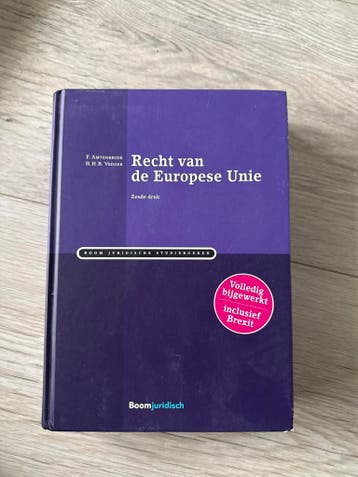 F. Amtenbrink
H.H.B. Vedder
Recht van
de Europese Unie
Zesde druk
BOOM JURIDISCHE STUDIEBOEKEN
Volledig
bijgewerkt
inclusief
Brexit
Boomjuridisch